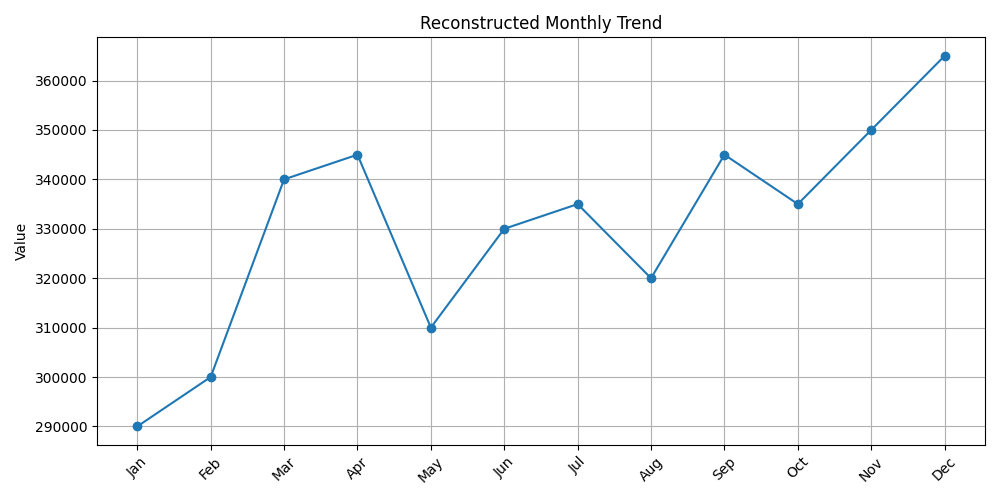 Reconstructed Monthly Trend
Value
360000
350000
340000
330000
320000
310000
300000
290000
Jan
Feb
Mar
Apr
May
Jun
Jul
Aug
Sep
Oct
Nov
Dec